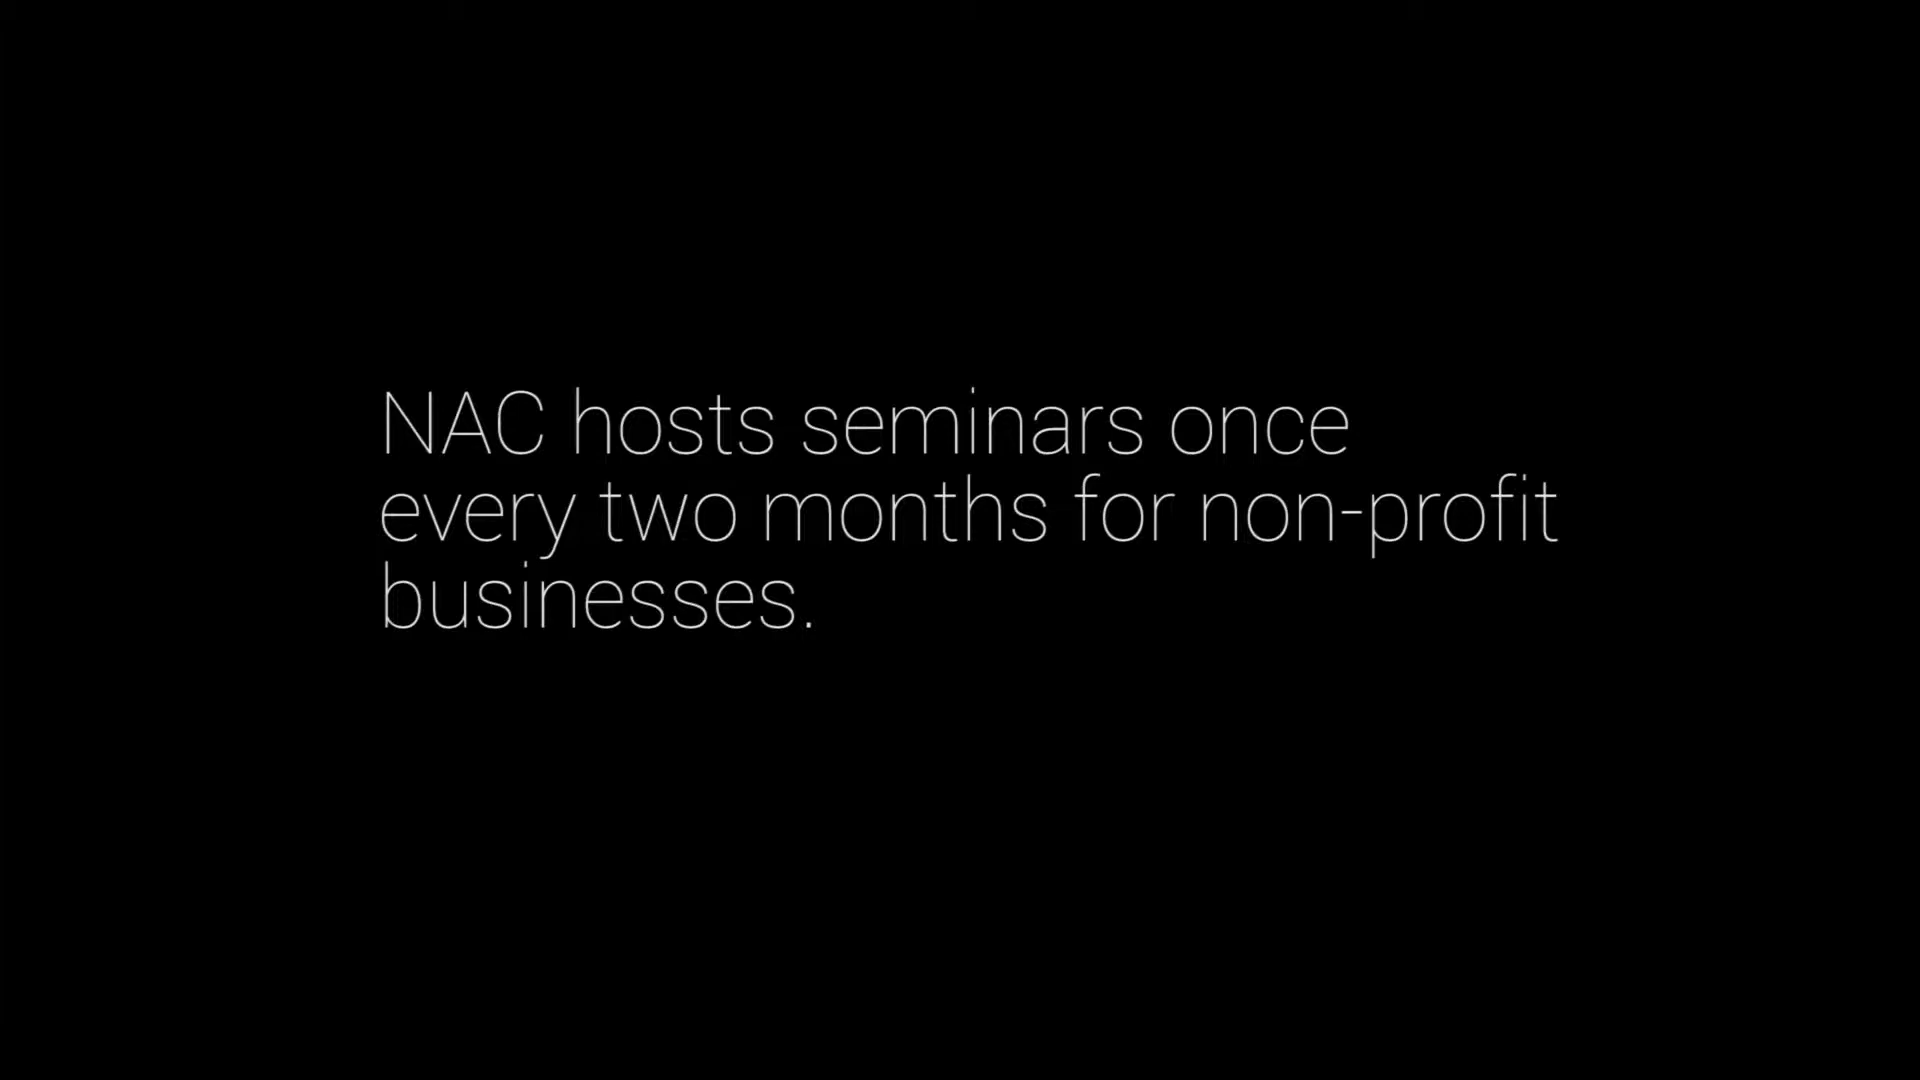 NAC hosts seminars once
every two months for non-profit
businesses.